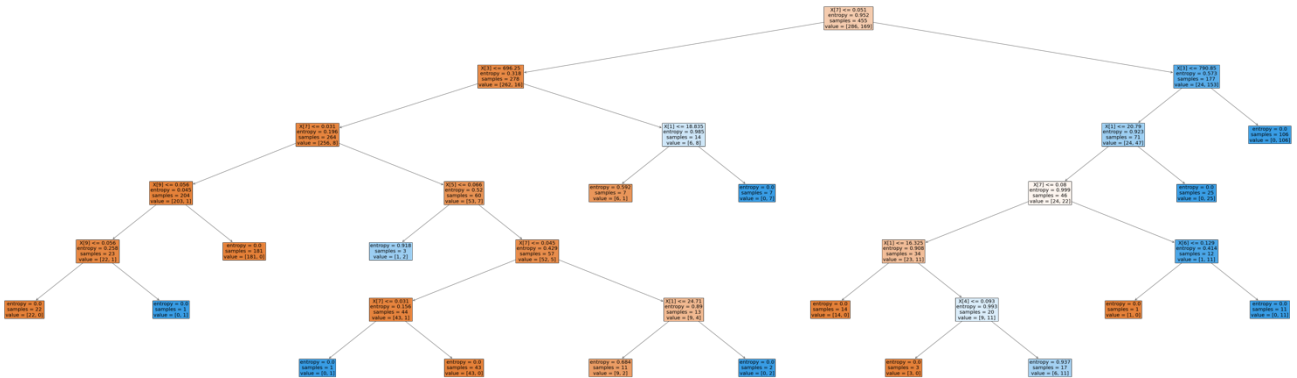 X[7] <= 0.051
entropy = 0.952
samples = 455
value = [286, 169]
X[3] <= 696.25
entropy = 0.318
samples = 278
value = [262, 16]
X[3] <= 790.85
entropy = 0.573
samples = 177
value = [24, 153]
X[7] <= 0.031
entropy = 0.196
samples = 264
value = [256, 8]
X[1] <= 18.835
entropy = 0.985
samples = 14
value = [6, 8]
X[1] <= 20.79
entropy = 0.923
samples = 71
value = [24, 47]
entropy = 0.0
samples = 106
value = [0, 106]
X[9] <= 0.056
entropy = 0.045
samples = 204
value = [203, 1]
X[5] <= 0.066
entropy = 0.52
samples = 60
value = [53, 7]
entropy = 0.592
samples = 7
value = [6, 1]
entropy = 0.0
samples = 7
value = [0, 7]
X[7] <= 0.08
entropy = 0.999
samples = 46
value = [24, 22]
entropy = 0.0
samples = 25
value = [0, 25]
X[9] <= 0.056
entropy = 0.258
samples = 23
value = [22, 1]
entropy = 0.0
samples = 181
value = [181, 0]
entropy = 0.918
samples = 3
value = [1, 2]
X[7] <= 0.045
entropy = 0.429
samples = 57
value = [52, 5]
X[1] <= 16.325
entropy = 0.908
samples = 34
value = [23, 11]
X[6] <= 0.129
entropy = 0.414
samples = 12
value = [1, 11]
entropy = 0.0
samples = 22
value = [22, 0]
entropy = 0.0
samples = 1
value = [0, 1]
X[7] <= 0.031
entropy = 0.156
samples = 44
value = [43, 1]
X[1] <= 24.71
entropy = 0.89
samples = 13
value = [9, 4]
entropy = 0.0
samples = 14
value = [14, 0]
X[4] <= 0.093
entropy = 0.993
samples = 20
value = [9, 11]
entropy = 0.0
samples = 1
value = [1, 0]
entropy = 0.0
samples = 11
value = [0, 11]
entropy = 0.0
samples = 1
value = [0, 1]
entropy = 0.0
samples = 43
value = [43, 0]
entropy = 0.684
samples = 11
value = [9, 2]
entropy = 0.0
samples = 2
value = [0, 2]
entropy = 0.0
samples = 3
value = [3, 0]
entropy = 0.937
samples = 17
value = [6, 11]